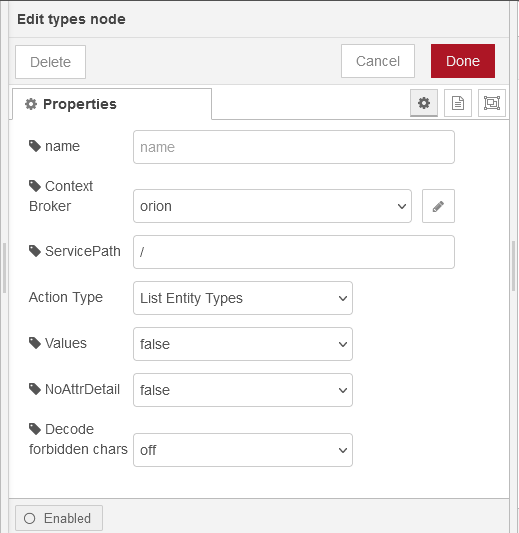 Edit types node
Delete
Cancel
Done
Properties
name
name
Context
Broker
orion
ServicePath
/
Action Type
List Entity Types
Values
false
NoAttrDetail
false
Decode
forbidden chars
off
Enabled